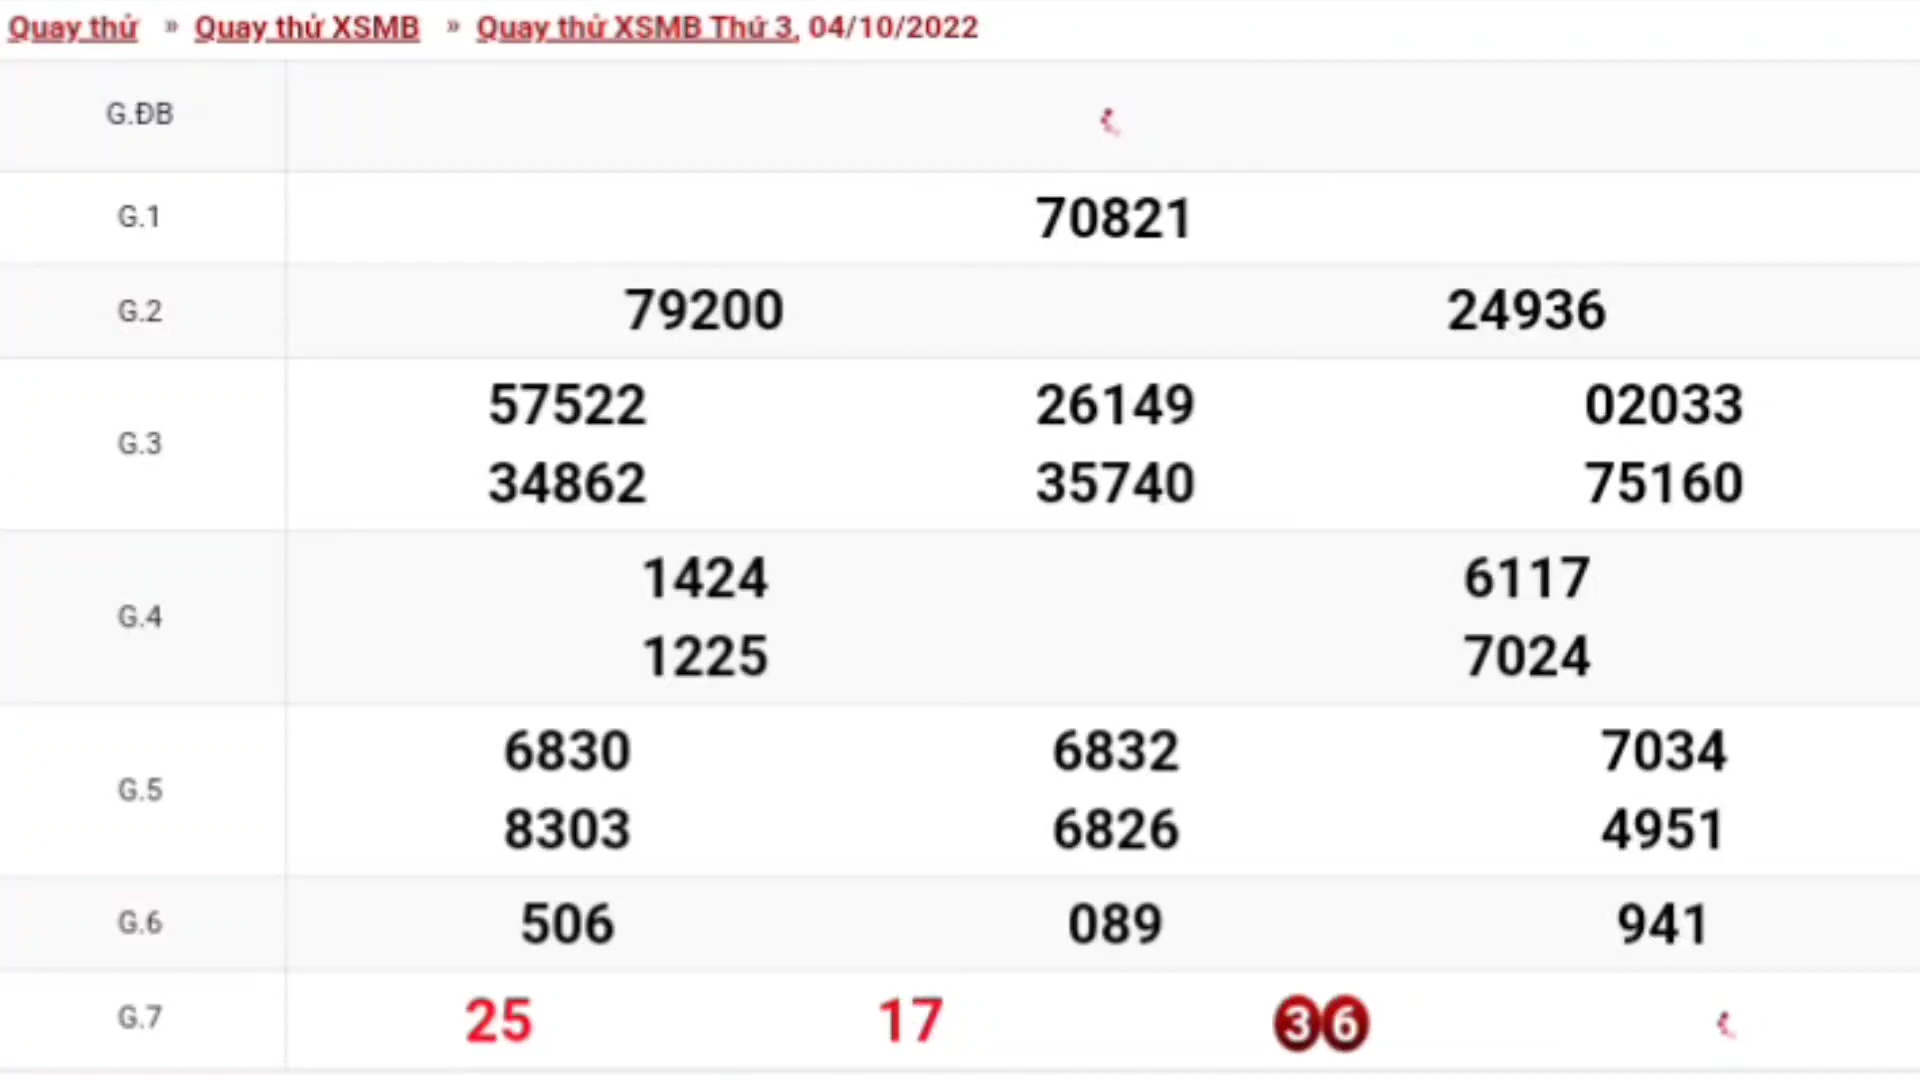 Quay thử » Quay thử XSMB » Quay thử XSMB Thứ 3, 04/10/2022
G.ĐB
G.1 70821
G.2 79200 24936
G.3 57522 26149 02033
34862 35740 75160
G.4 1424 6117
1225 7024
G.5 6830 6832 7034
8303 6826 4951
G.6 506 089 941
G.7 25 17 36